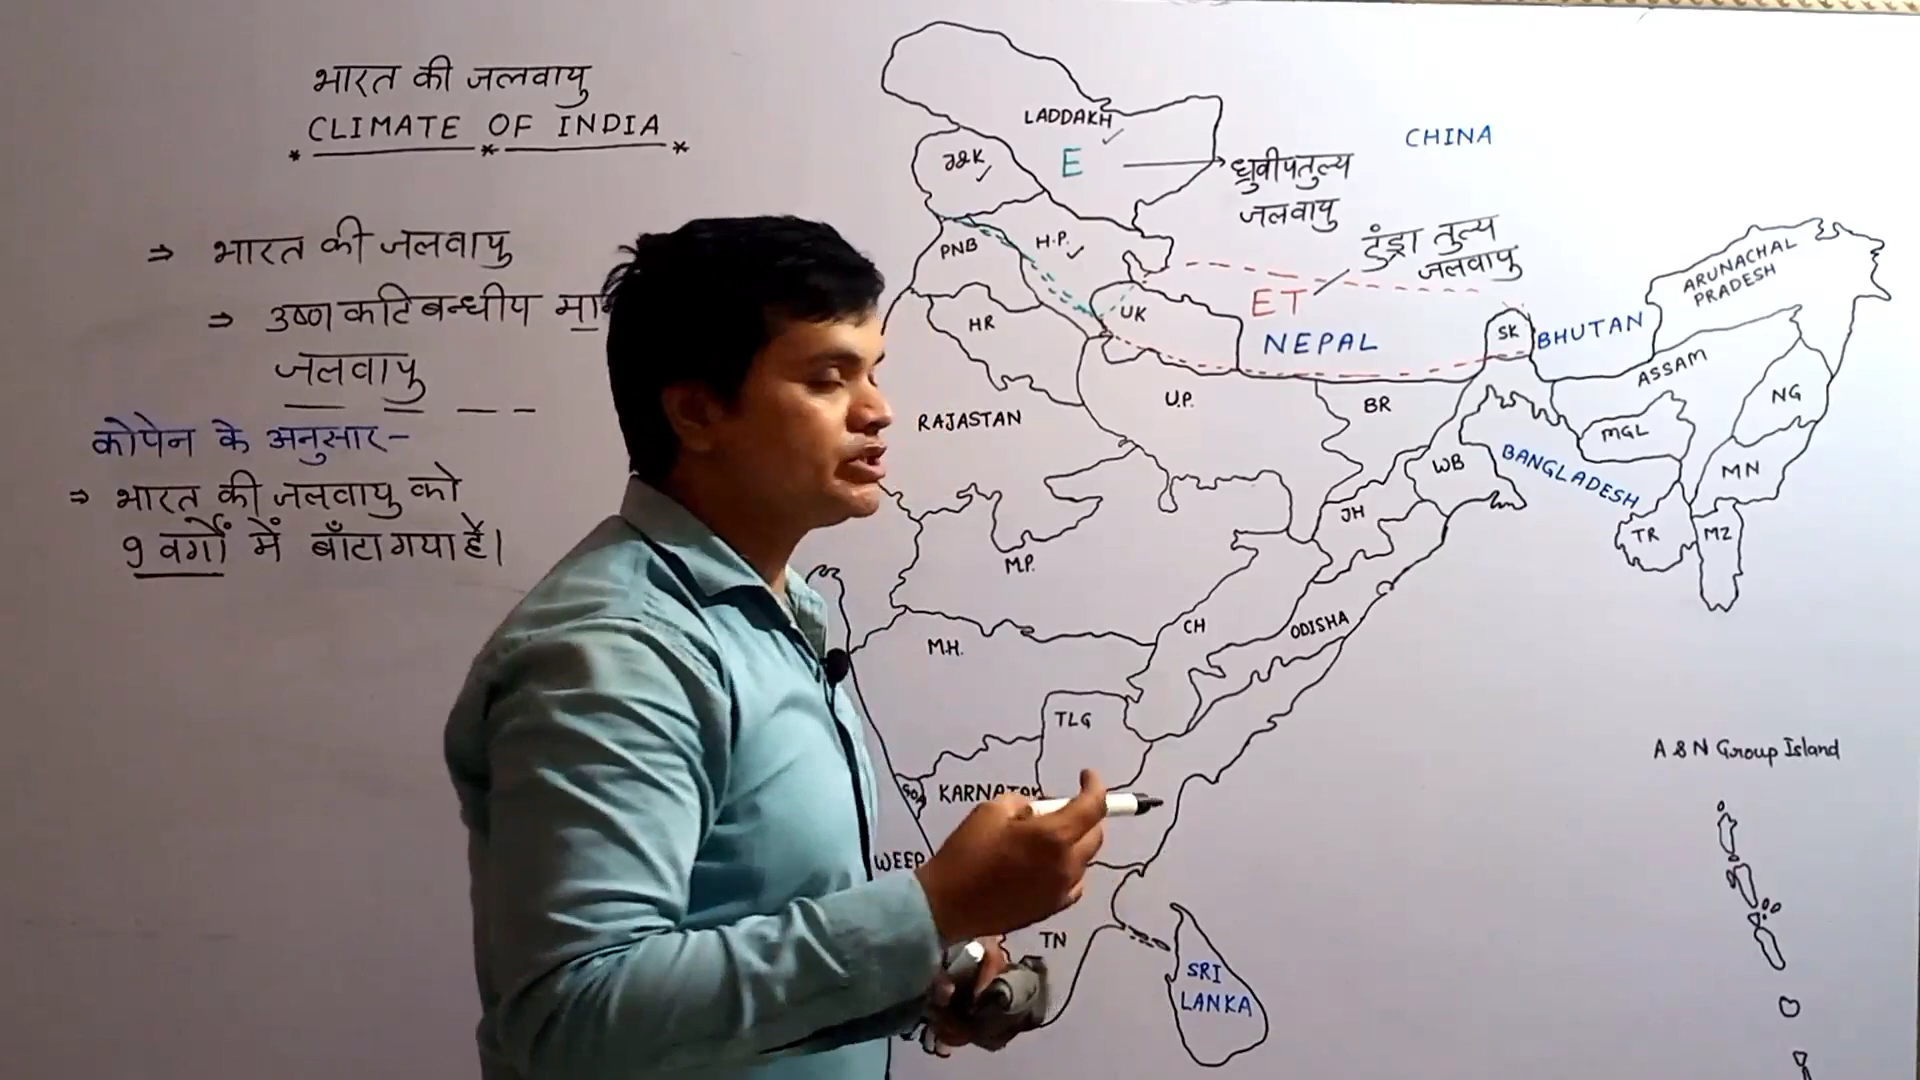 भारत की जलवायु
CLIMATE OF INDIA
⇒ भारत की जलवायु
⇒ उष्ण कटिबन्धीय
जलवायु
कोपेन के अनुसार-
⇒ भारत की जलवायु को
9 वर्गों में बाँटा गया है।
LADDAKH
J&K
E
ध्रुवीपतुल्य
जलवायु
CHINA
टुंड्रा तुल्य
जलवायु
PNB
H.P.
UK
ET
NEPAL
SK
BHUTAN
ARUNACHAL
PRADESH
HR
RAJASTAN
U.P.
BR
ASSAM
NG
MGL
MN
WB
BANGLADESH
JH
TR
MZ
M.P.
CH
ODISHA
M.H.
TLG
GOA
TN
SRI
LANKA
A & N Group Island